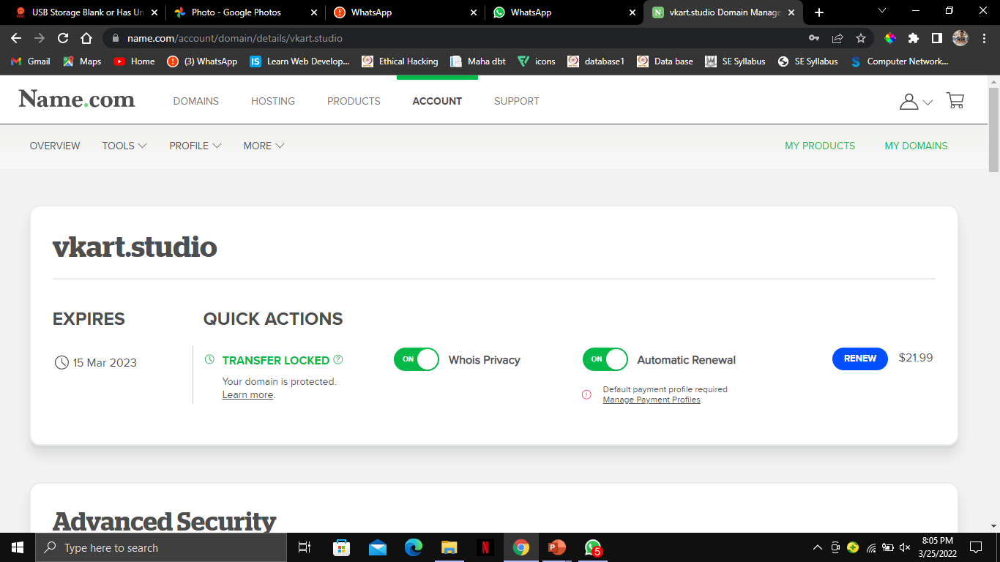 USB Storage Blank or Has Un
Photo - Google Photos
WhatsApp
WhatsApp
vkart.studio Domain Manage
name.com/account/domain/details/vkart.studio
Gmail
Maps
Home
(3) WhatsApp
Learn Web Develop...
Ethical Hacking
Maha dbt
icons
database1
Data base
SE Syllabus
SE Syllabus
Computer Network...
Name.com
DOMAINS
HOSTING
PRODUCTS
ACCOUNT
SUPPORT
OVERVIEW
TOOLS
PROFILE
MORE
MY PRODUCTS
MY DOMAINS
vkart.studio
EXPIRES
QUICK ACTIONS
15 Mar 2023
TRANSFER LOCKED
Your domain is protected.
Learn more.
ON
Whois Privacy
ON
Automatic Renewal
Default payment profile required
Manage Payment Profiles
RENEW
$21.99
Advanced Security
Type here to search
5
8:05 PM
3/25/2022